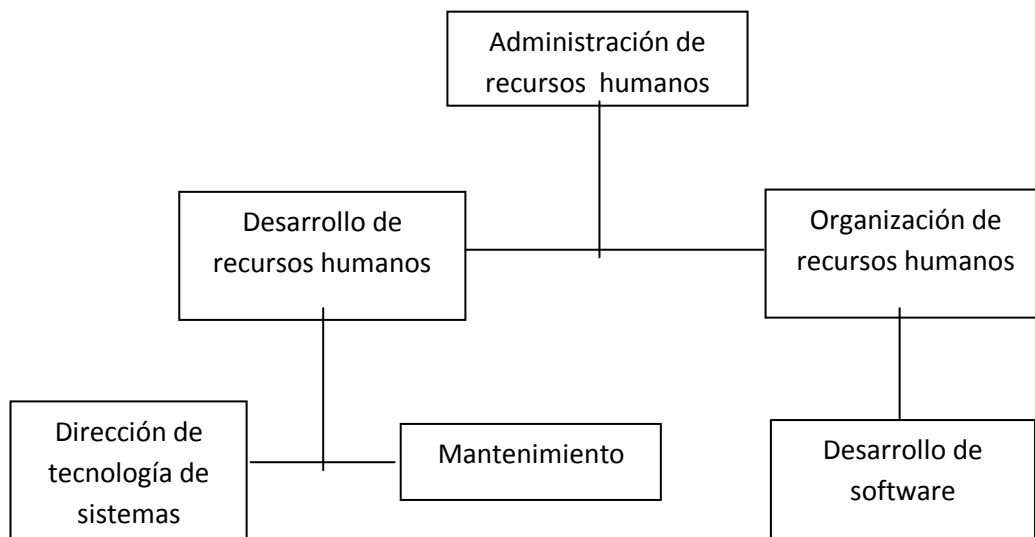 Administración de
recursos  humanos
Desarrollo de
recursos humanos
Organización de
recursos humanos
Dirección de
tecnología de
sistemas
Mantenimiento
Desarrollo de
software